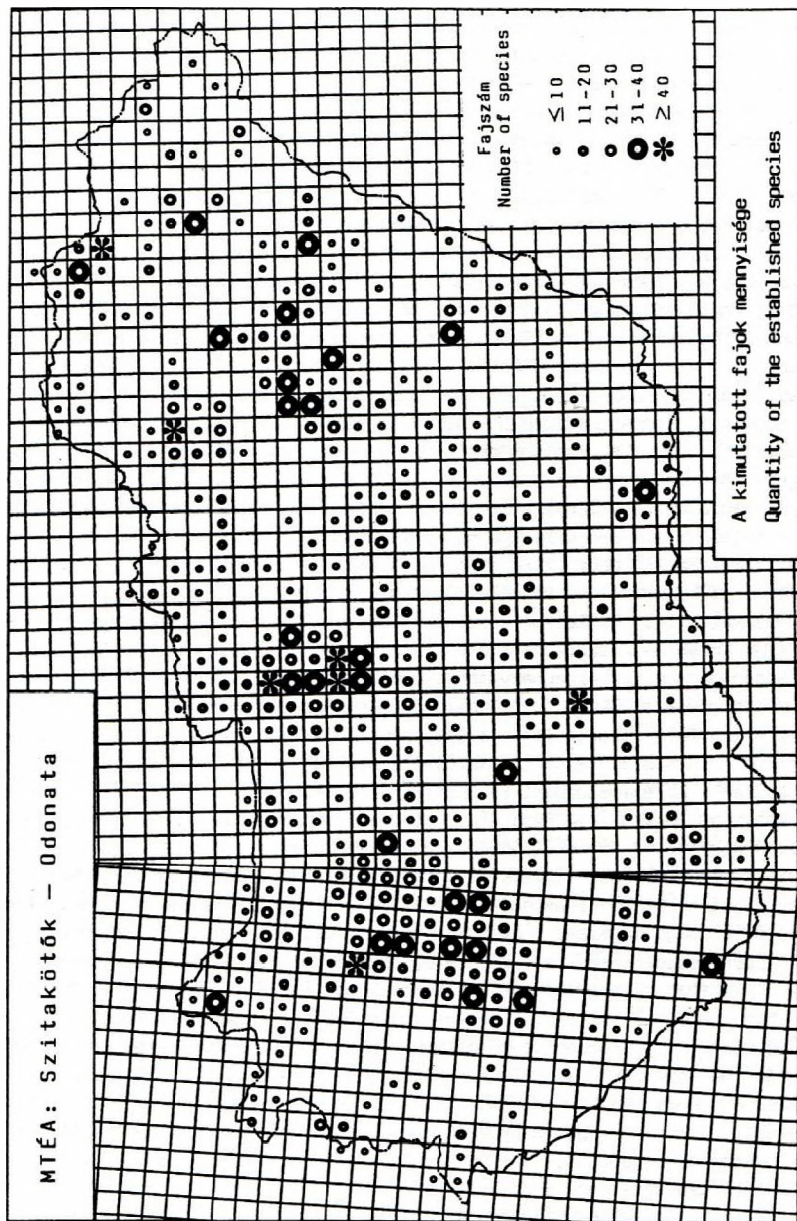 MTÉA: Szitakötők — Odonata
Fajszám
Number of species
≤10
11-20
21-30
31-40
≥40
A kimutatott fajok mennyisége
Quantity of the established species